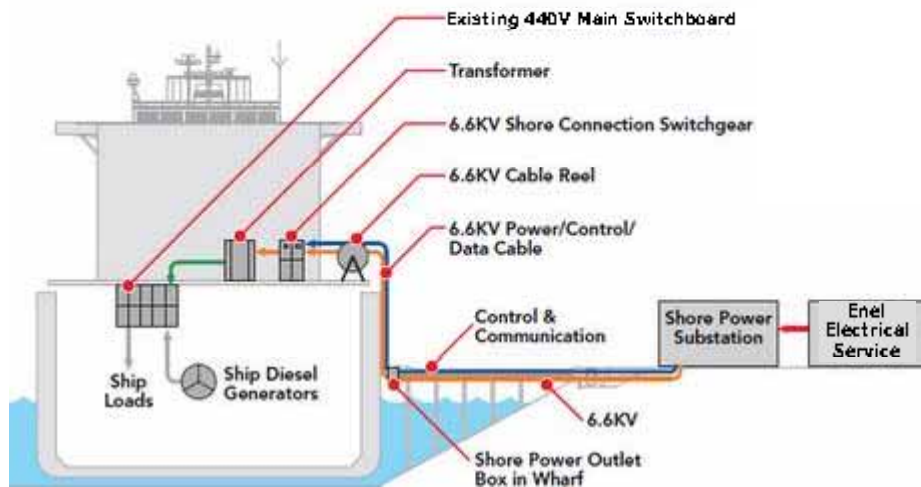 Existing 440V Main Switchboard
Transformer
6.6KV Shore Connection Switchgear
6.6KV Cable Reel
6.6KV Power/Control/
Data Cable
Control &
Communication
Shore Power
Substation
Enel
Electrical
Service
Ship
Loads
Ship Diesel
Generators
6.6KV
Shore Power Outlet
Box in Wharf